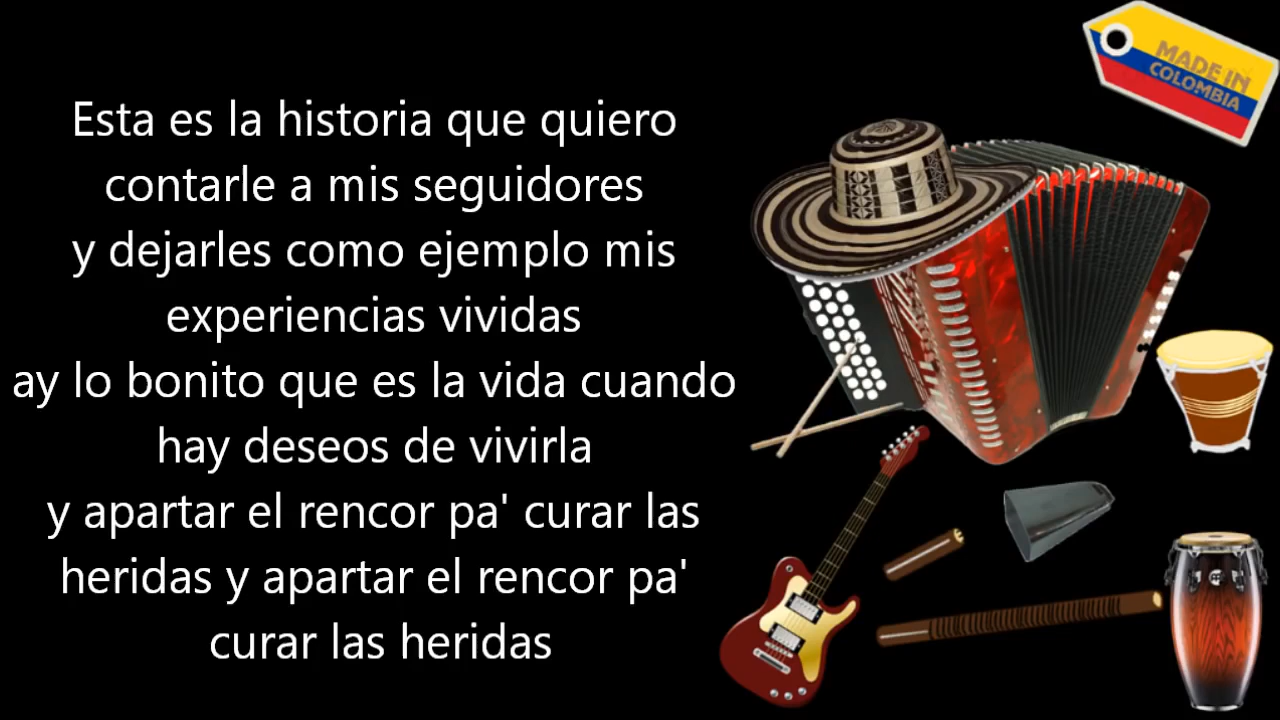 MADE IN
COLOMBIA
Esta es la historia que quiero
contarle a mis seguidores
y dejarles como ejemplo mis
experiencias vividas
ay lo bonito que es la vida cuando
hay deseos de vivirla
y apartar el rencor pa' curar las
heridas y apartar el rencor pa'
curar las heridas